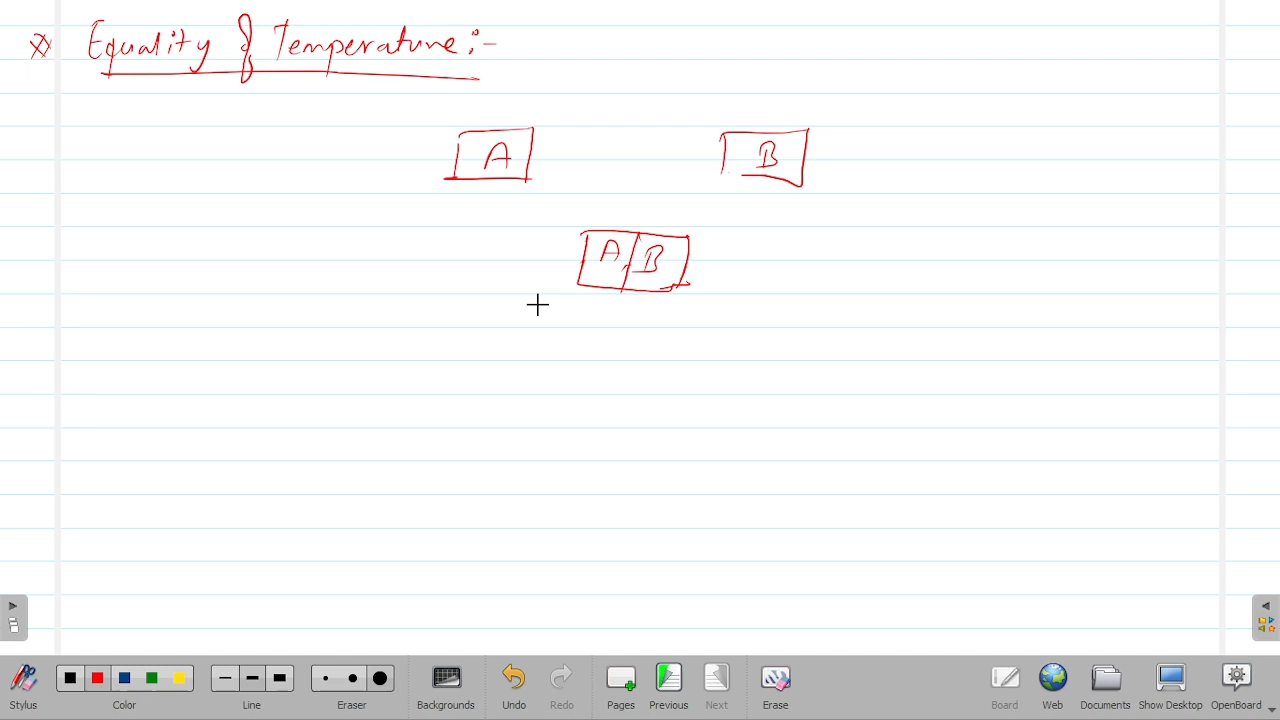 Equality of Temperature :-
A B
A B
Stylus Color Line Eraser Backgrounds Undo Redo Pages Previous Next Erase Board Web Documents Show Desktop OpenBoard